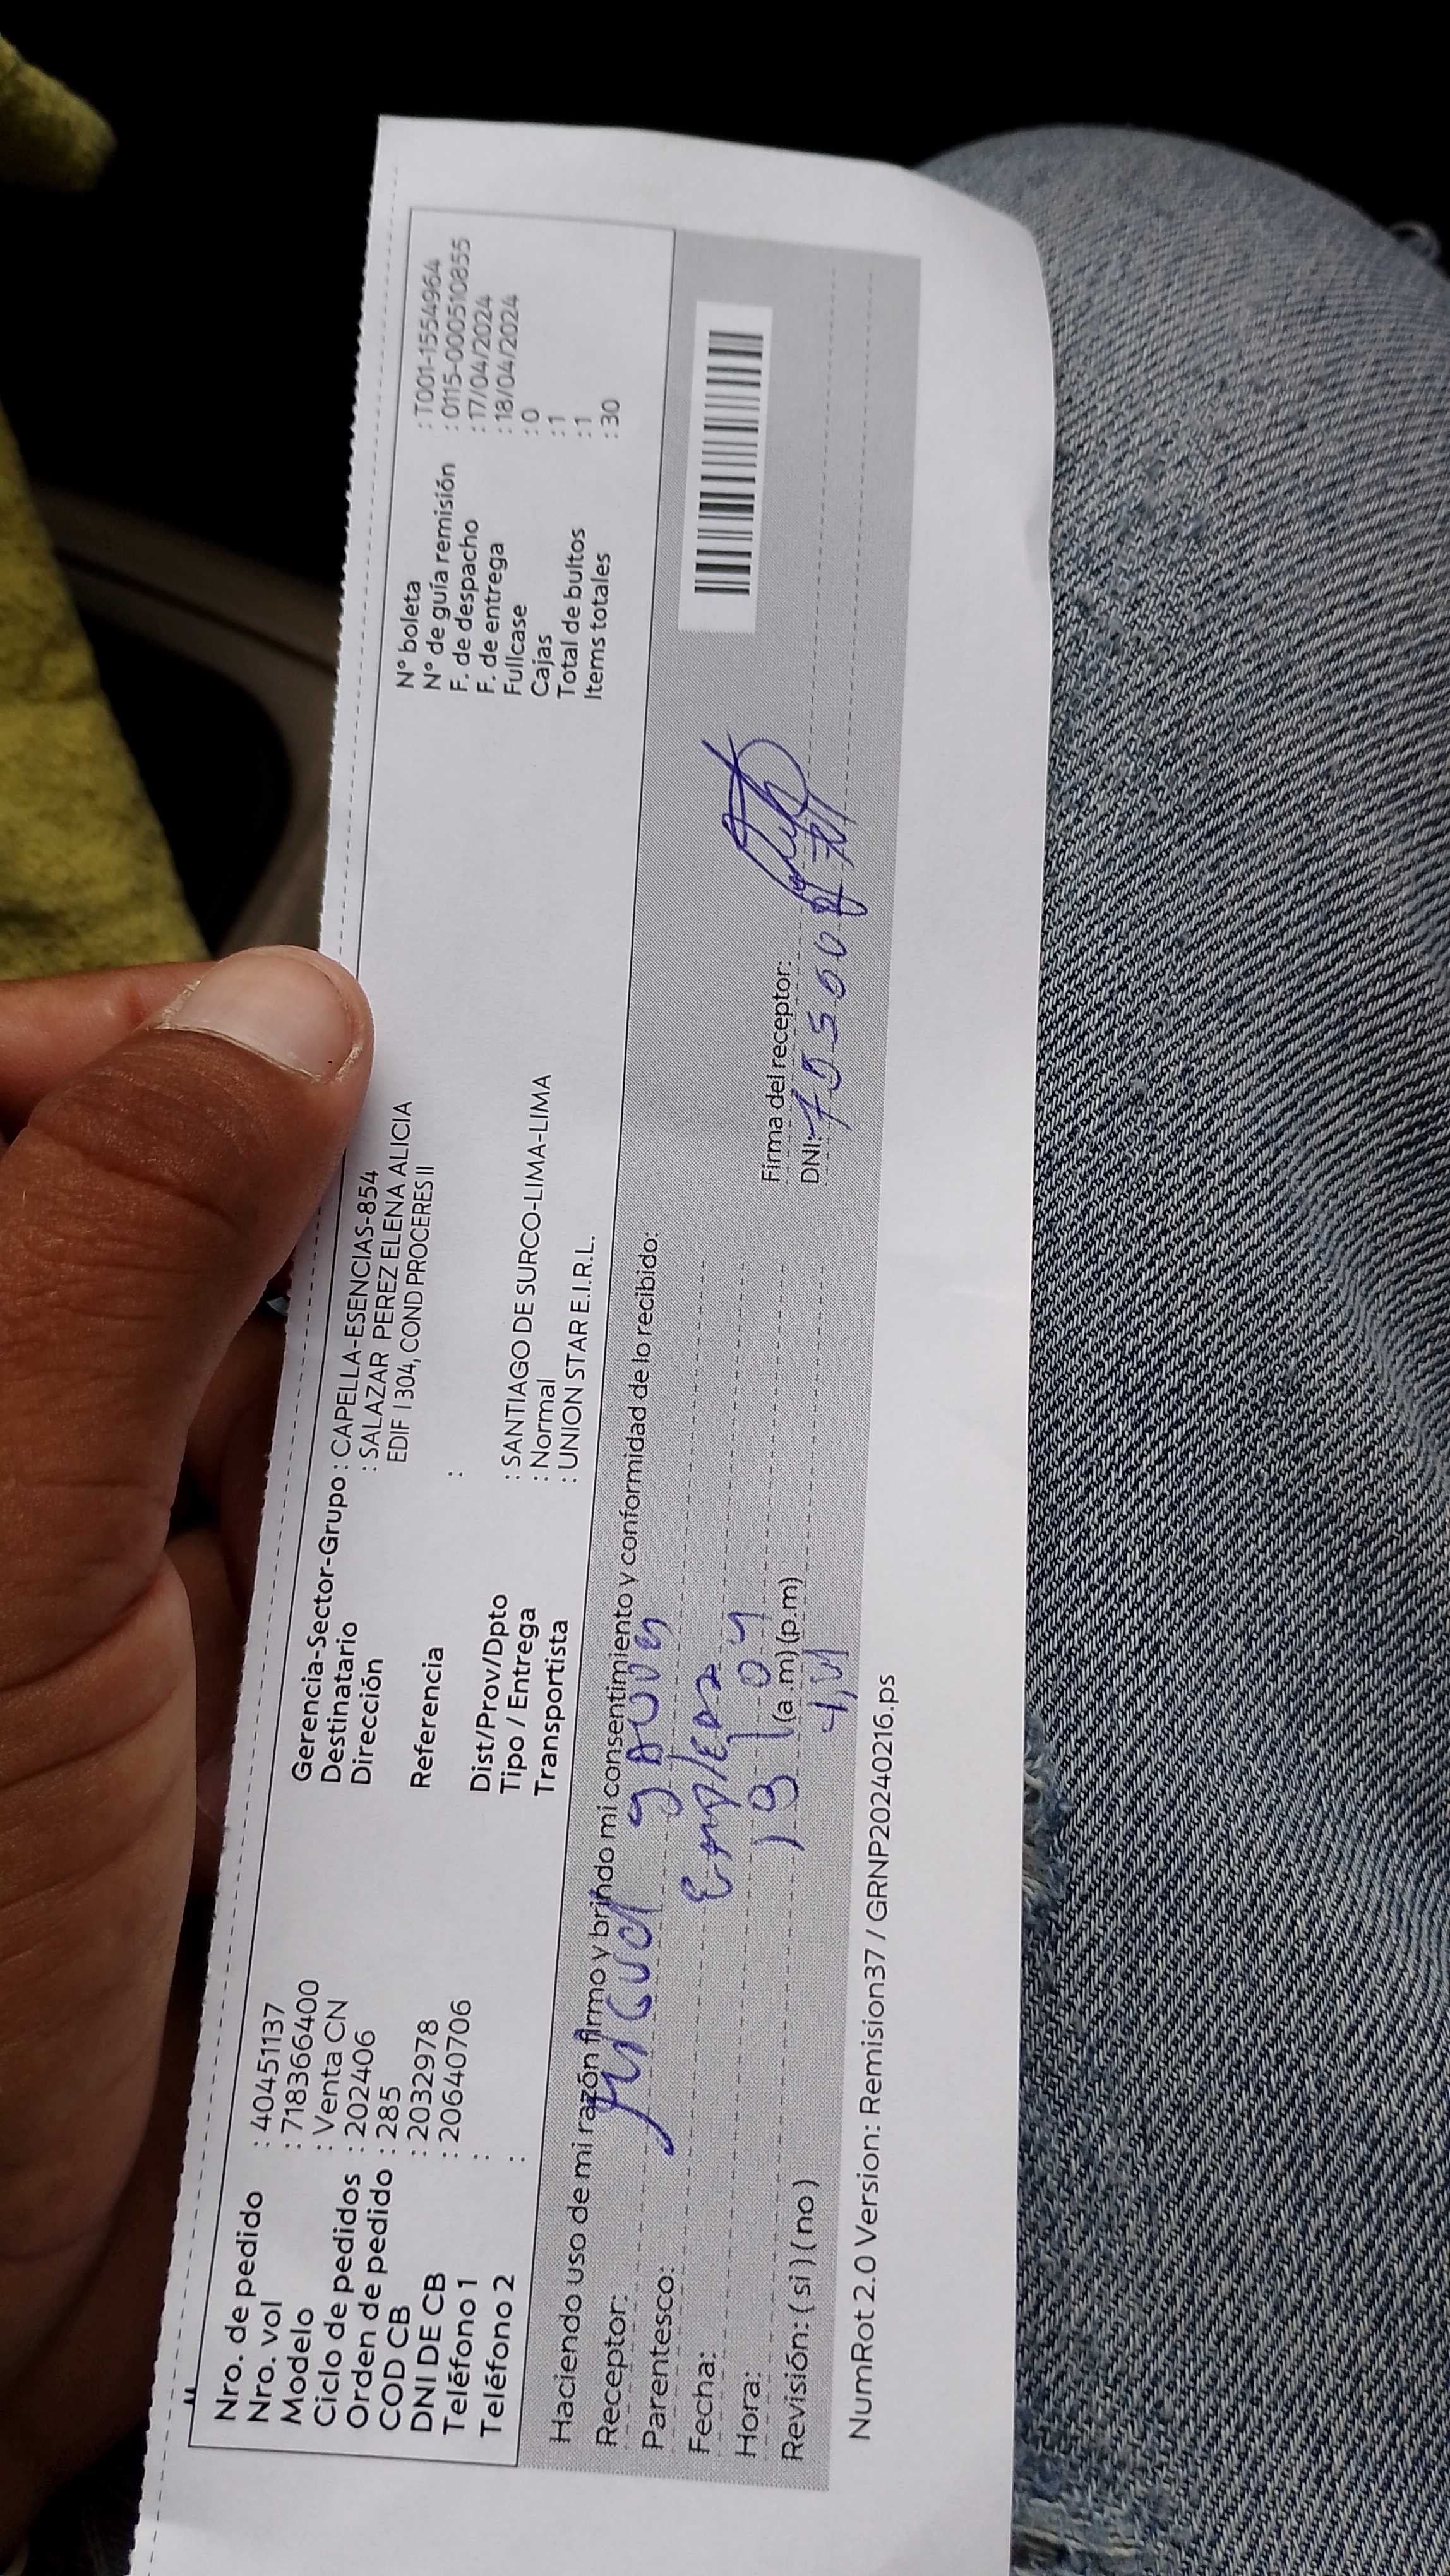 Nro. de pedido : 40451137
Nro. vol : 718366400
Modelo : Venta CN
Ciclo de pedidos : 202406
Orden de pedido : 285
COD CB : 2032978
DNI DE CB : 20640706
Teléfono 1 :
Teléfono 2 :
Gerencia-Sector-Grupo : CAPELLA-ESENCIAS-854
Destinatario : SALAZAR PEREZ ELENA ALICIA
Dirección EDIF I 304, COND PROCERES II
Referencia :
Dist/Prov/Dpto : SANTIAGO DE SURCO-LIMA-LIMA
Tipo / Entrega : Normal
Transportista : UNION STAR E.I.R.L.
N° boleta : T001-1554964
N° de guía remisión : 0115-0000510855
F. de despacho : 17/04/2024
F. de entrega : 18/04/2024
Fullcase : 0
Cajas : 1
Total de bultos : 1
Items totales : 30
Haciendo uso de mi razón firmo y brindo mi consentimiento y conformidad de lo recibido:
Receptor:
Parentesco:
Fecha: 19 04
Hora: (a.m) (p.m)
Revisión: ( si ) ( no )
Firma del receptor:
DNI:
NumRot 2.0 Version: Remision37 / GRNP20240216.ps